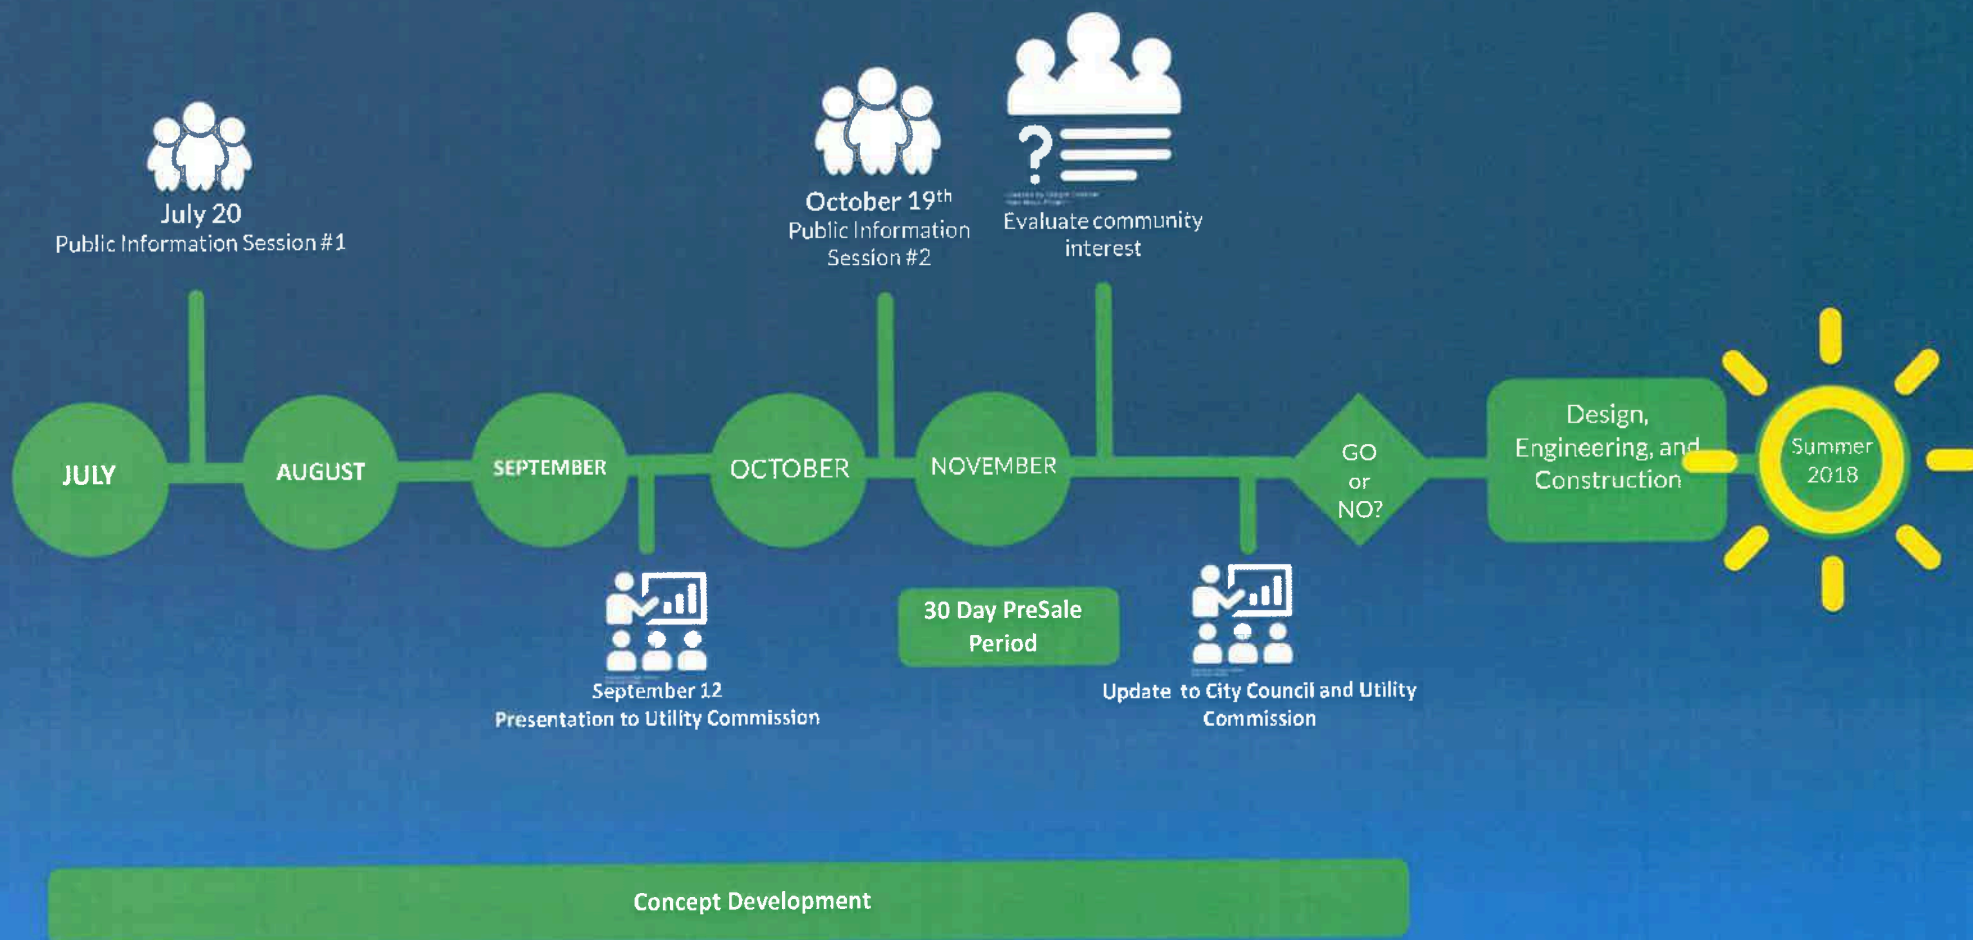 July 20
Public Information Session #1
October 19th
Public Information
Session #2
Evaluate community
interest
JULY
AUGUST
SEPTEMBER
OCTOBER
NOVEMBER
GO
or
NO?
Design,
Engineering, and
Construction
Summer
2018
30 Day PreSale
Period
September 12
Presentation to Utility Commission
Update to City Council and Utility
Commission
Concept Development